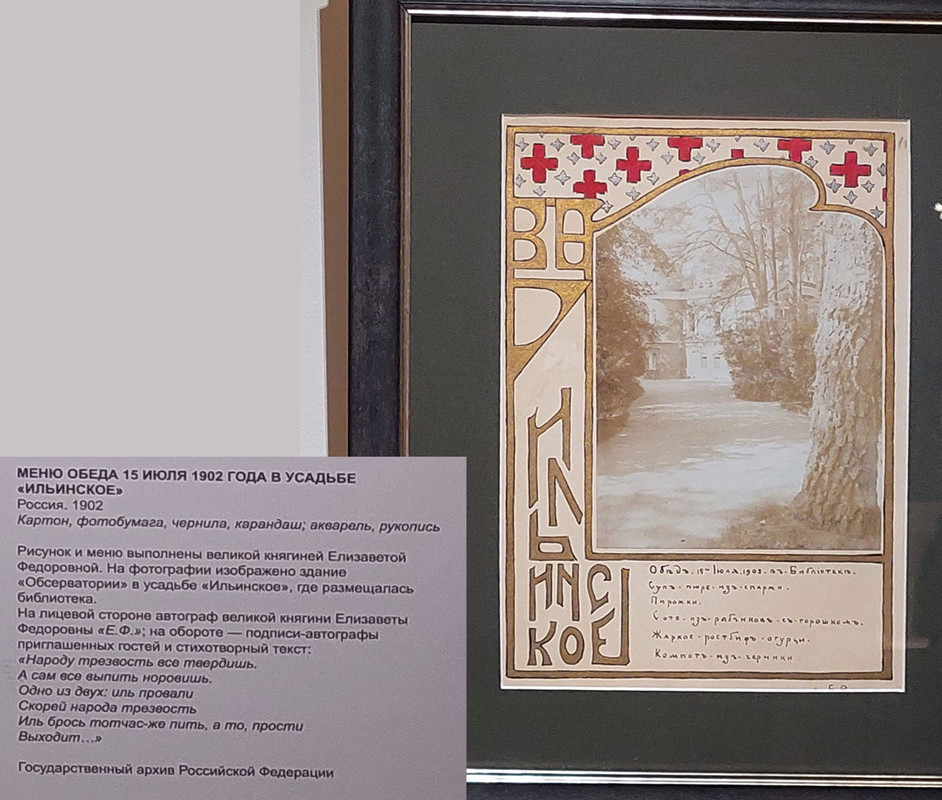 МЕНЮ ОБЕДА 15 ИЮЛЯ 1902 ГОДА В УСАДЬБЕ
«ИЛЬИНСКОЕ»
Россия. 1902
Картон, фотобумага, чернила, карандаш; акварель, рукопись
Рисунок и меню выполнены великой княгиней Елизаветой
Федоровной. На фотографии изображено здание
«Обсерватории» в усадьбе «Ильинское», где размещалась
библиотека.
На лицевой стороне автограф великой княгини Елизаветы
Федоровны «Е.Ф.»; на обороте — подписи-автографы
приглашенных гостей и стихотворный текст:
«Народу трезвость все твердишь.
А сам все выпить норовишь.
Одно из двух: иль провали
Скорей народа трезвость
Иль брось тотчас-же пить, а то, прости
Выходит...»
Государственный архив Российской Федерации
ИЛЬ
ИНС
КОЕ
Обѣдъ. 15го Июля. 1902. въ Библіотекѣ.
Супъ - пюре - изъ - спаржи.
Пирожки.
Соте - изъ - рабчиковъ - съ - горошкомъ.
Жаркое - ростбифъ - огурцы.
Компотъ - изъ - черники.